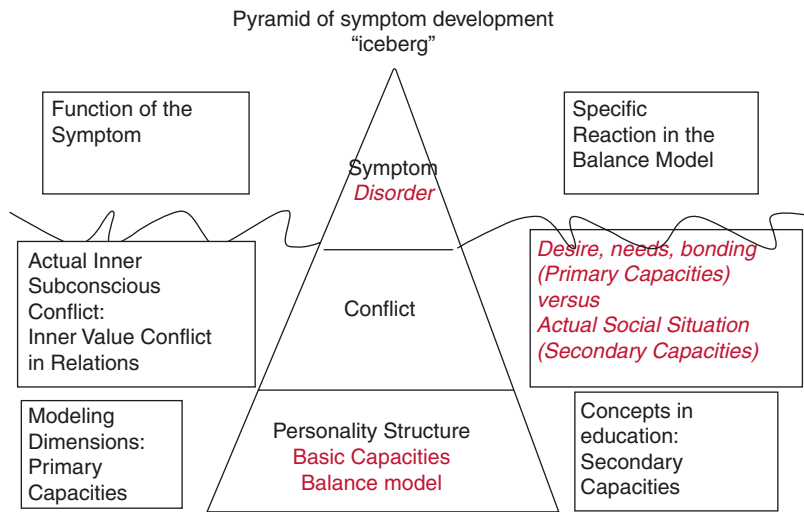 Pyramid of symptom development
“iceberg”
Function of the
Symptom
Symptom
Disorder
Specific
Reaction in the
Balance Model
Actual Inner
Subconscious
Conflict:
Inner Value Conflict
in Relations
Conflict
Desire, needs, bonding
(Primary Capacities)
versus
Actual Social Situation
(Secondary Capacities)
Modeling
Dimensions:
Primary
Capacities
Personality Structure
Basic Capacities
Balance model
Concepts in
education:
Secondary
Capacities